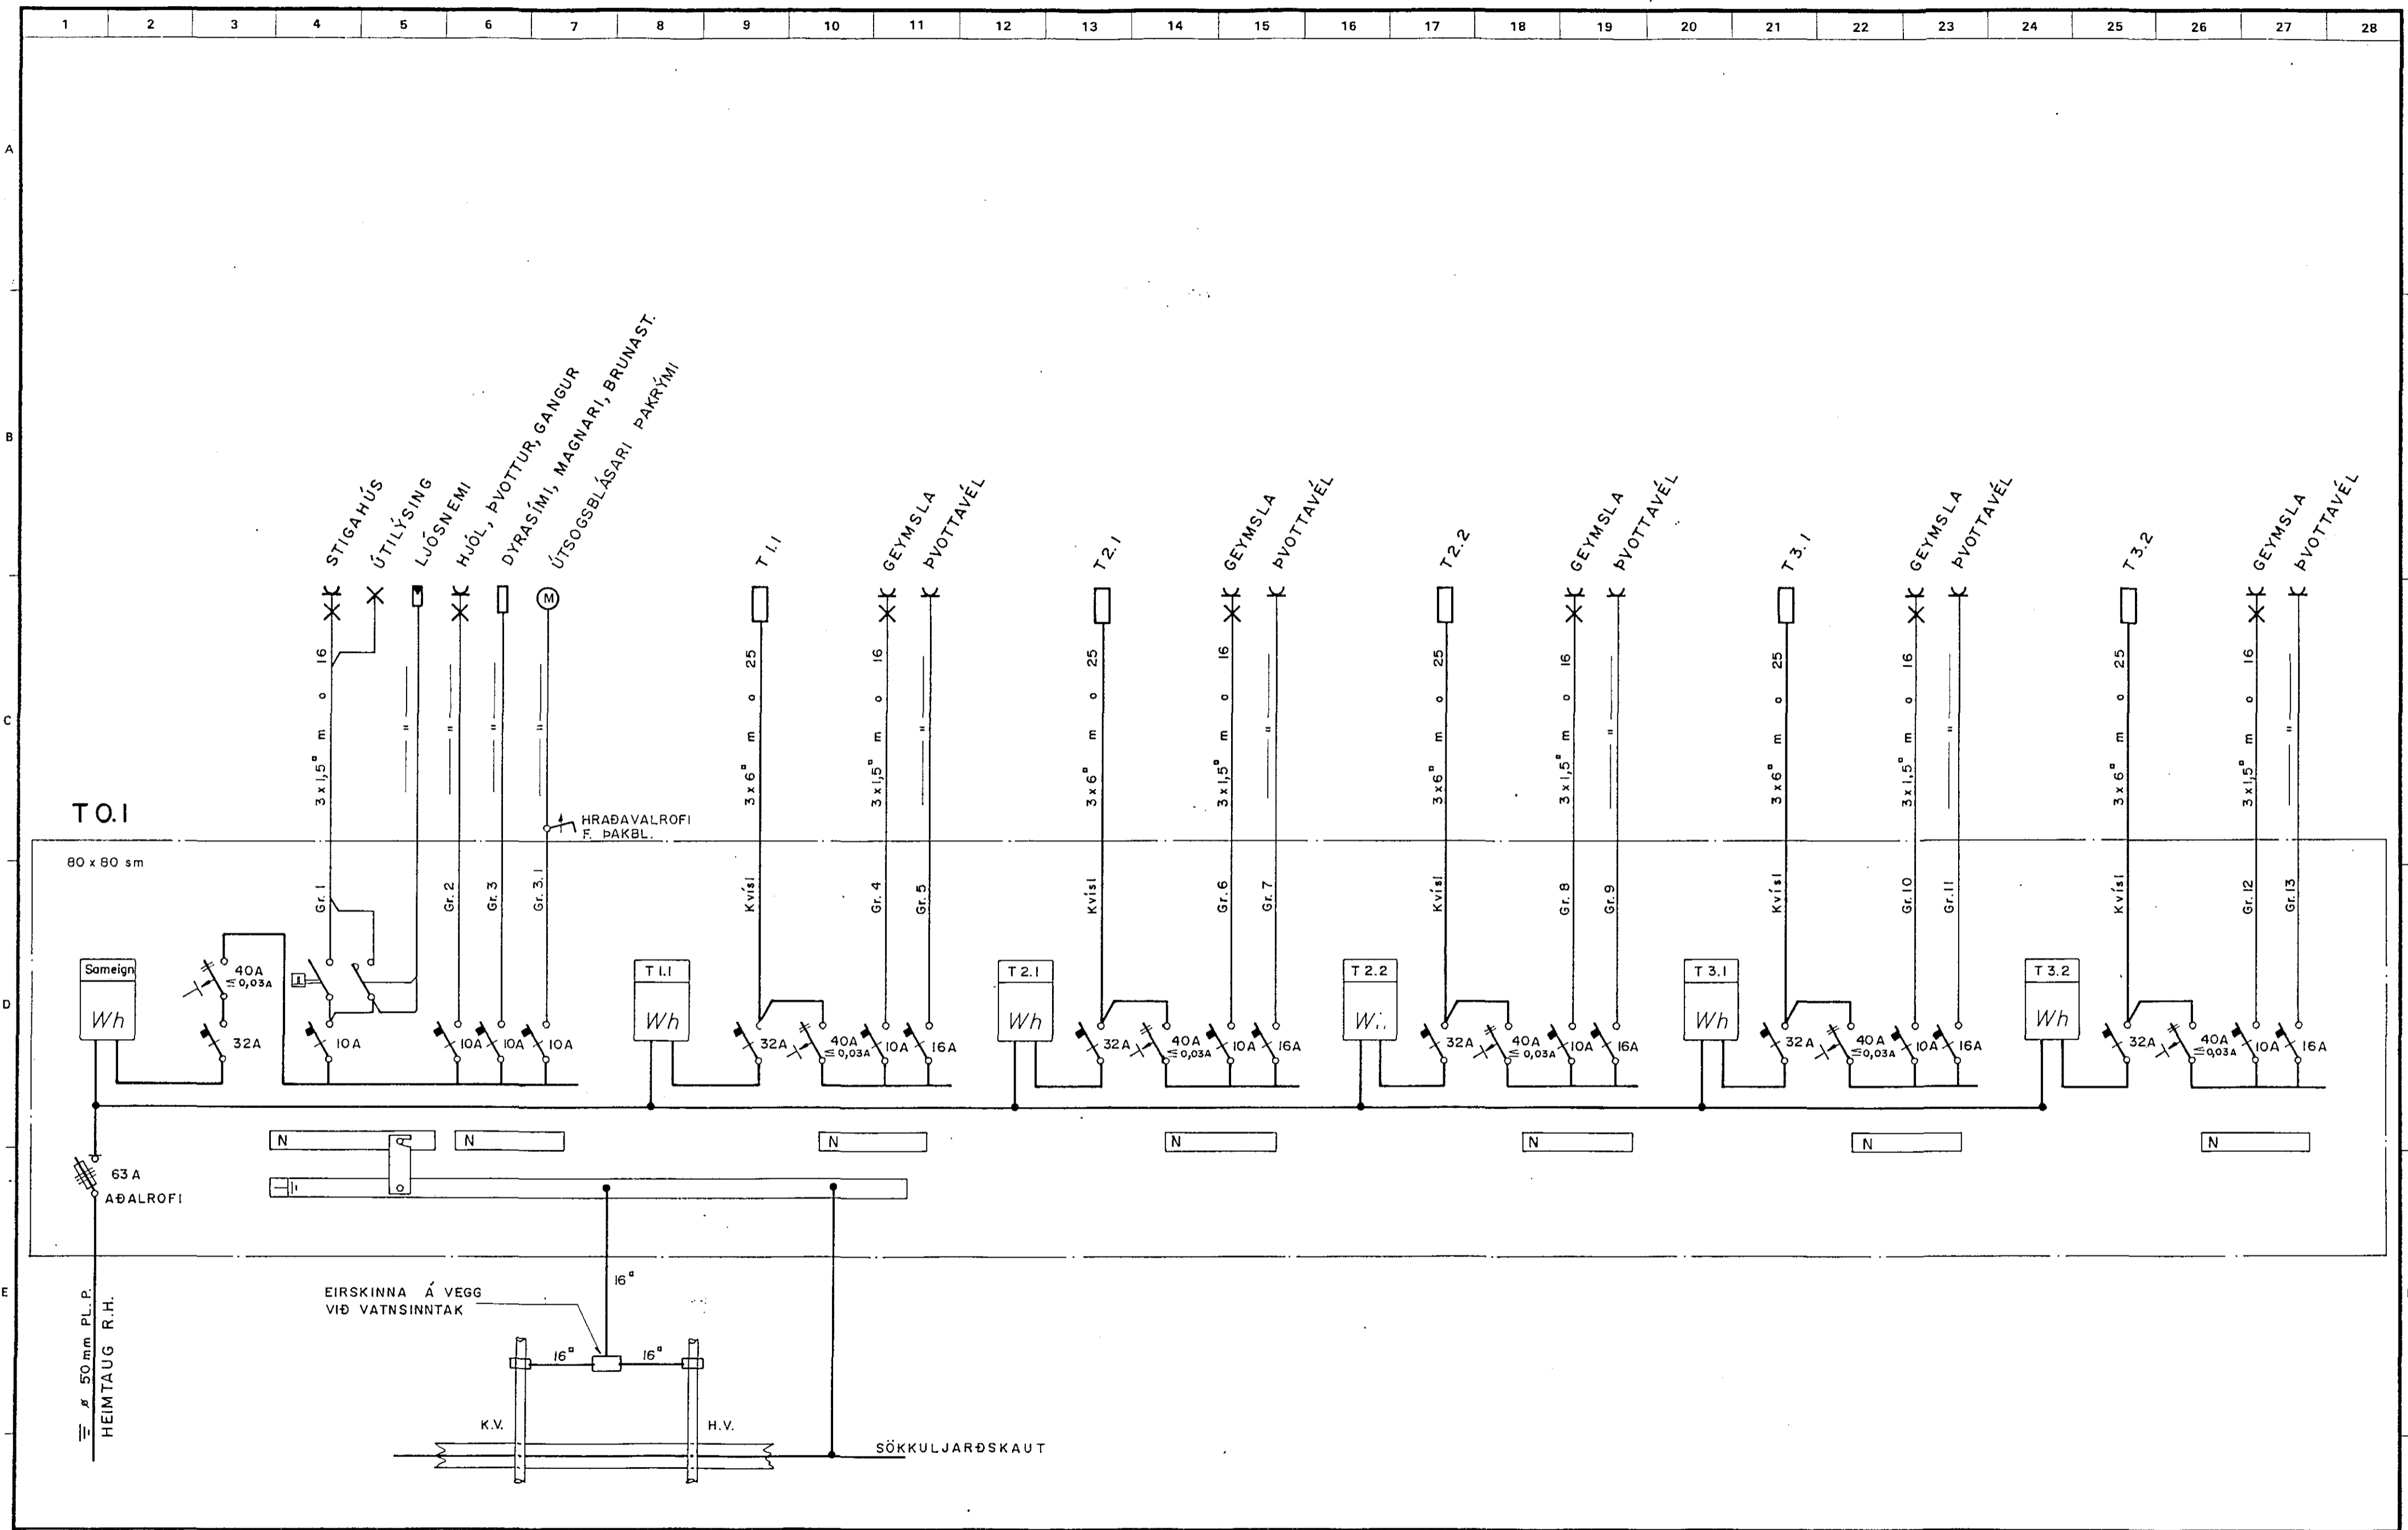 1 2 3 4 5 6 7 8 9 10 11 12 13 14 15 16 17 18 19 20 21 22 23 24 25 26 27 28
A
B
C
D
E
STIGAHÚS
ÚTILÝSING
LJÓSNEMI
HJÓL, ÞVOTTUR, GANGUR
DYRASÍMI, MAGNARI, BRUNAST.
ÚTSOGSBLÁSARI ÞAKRÝMI
T 1.1
GEYMSLA
ÞVOTTAVÉL
T 2.1
GEYMSLA
ÞVOTTAVÉL
T 2.2
GEYMSLA
ÞVOTTAVÉL
T 3.1
GEYMSLA
ÞVOTTAVÉL
T 3.2
GEYMSLA
ÞVOTTAVÉL
M
3 x 1,5▫ m o 16
"
"
"
"
3 x 6▫ m o 25
3 x 1,5▫ m o 16
"
3 x 6▫ m o 25
3 x 1,5▫ m o 16
"
3 x 6▫ m o 25
3 x 1,5▫ m o 16
"
3 x 6▫ m o 25
3 x 1,5▫ m o 16
"
3 x 6▫ m o 25
3 x 1,5▫ m o 16
"
T 0.1
HRAÐAVALROFI
F. ÞAKBL.
80 x 80 sm
Gr. 1
Gr. 2
Gr. 3
Gr. 3.1
Kvísl
Gr. 4
Gr. 5
Kvísl
Gr. 6
Gr. 7
Kvísl
Gr. 8
Gr. 9
Kvísl
Gr. 10
Gr. 11
Kvísl
Gr. 12
Gr. 13
Sameign
Wh
40A
≤0,03A
32A
10A
10A
10A
10A
T 1.1
Wh
32A
40A
≤0,03A
10A
16A
T 2.1
Wh
32A
40A
≤0,03A
10A
16A
T 2.2
32A
40A
≤0,03A
10A
16A
T 3.1
Wh
32A
40A
≤0,03A
10A
16A
T 3.2
Wh
32A
40A
≤0,03A
10A
16A
N
N
N
N
N
N
N
63 A
AÐALROFI
16▫
EIRSKINNA Á VEGG
VIÐ VATNSINNTAK
16▫
16▫
ø 50 mm PL. P.
HEIMTAUG R.H.
K.V.
H.V.
SÖKKULJARÐSKAUT